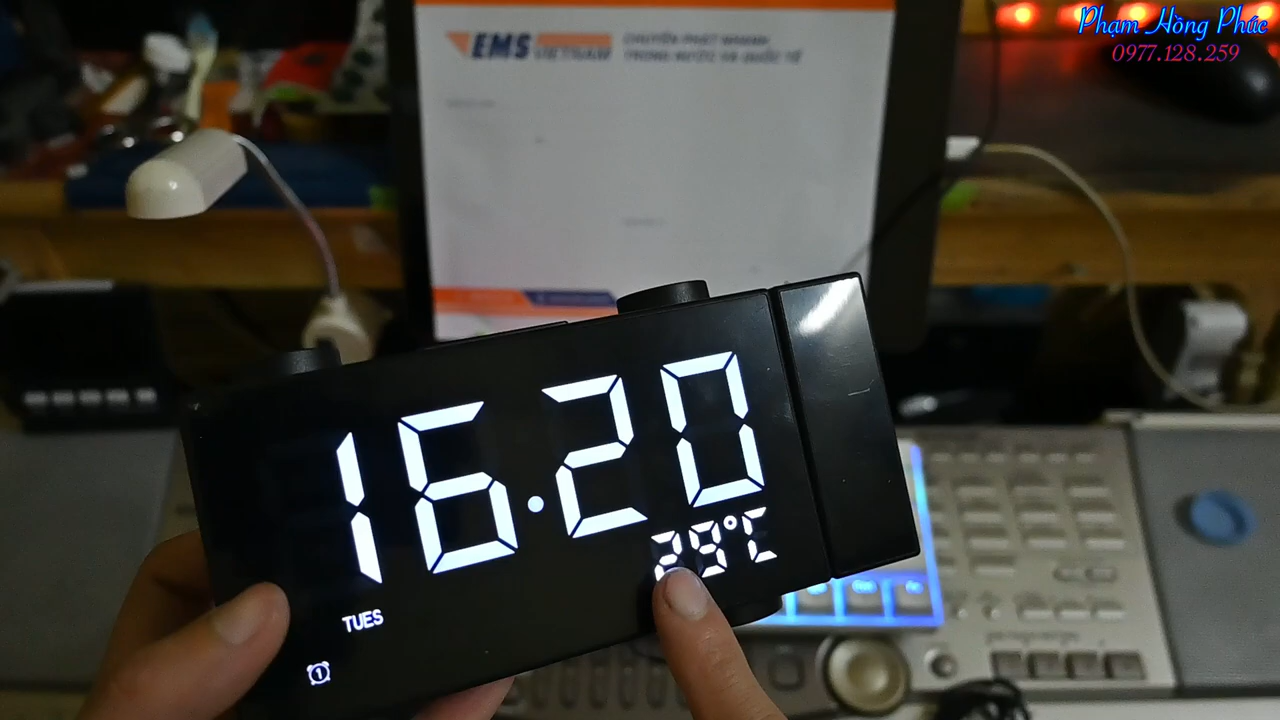 Phạm Hồng Phúc
0977.128.259
EMS VIETNAM
CHUYỂN PHÁT NHANH
TRONG NƯỚC VÀ QUỐC TẾ
16.20
29°C
TUES
1